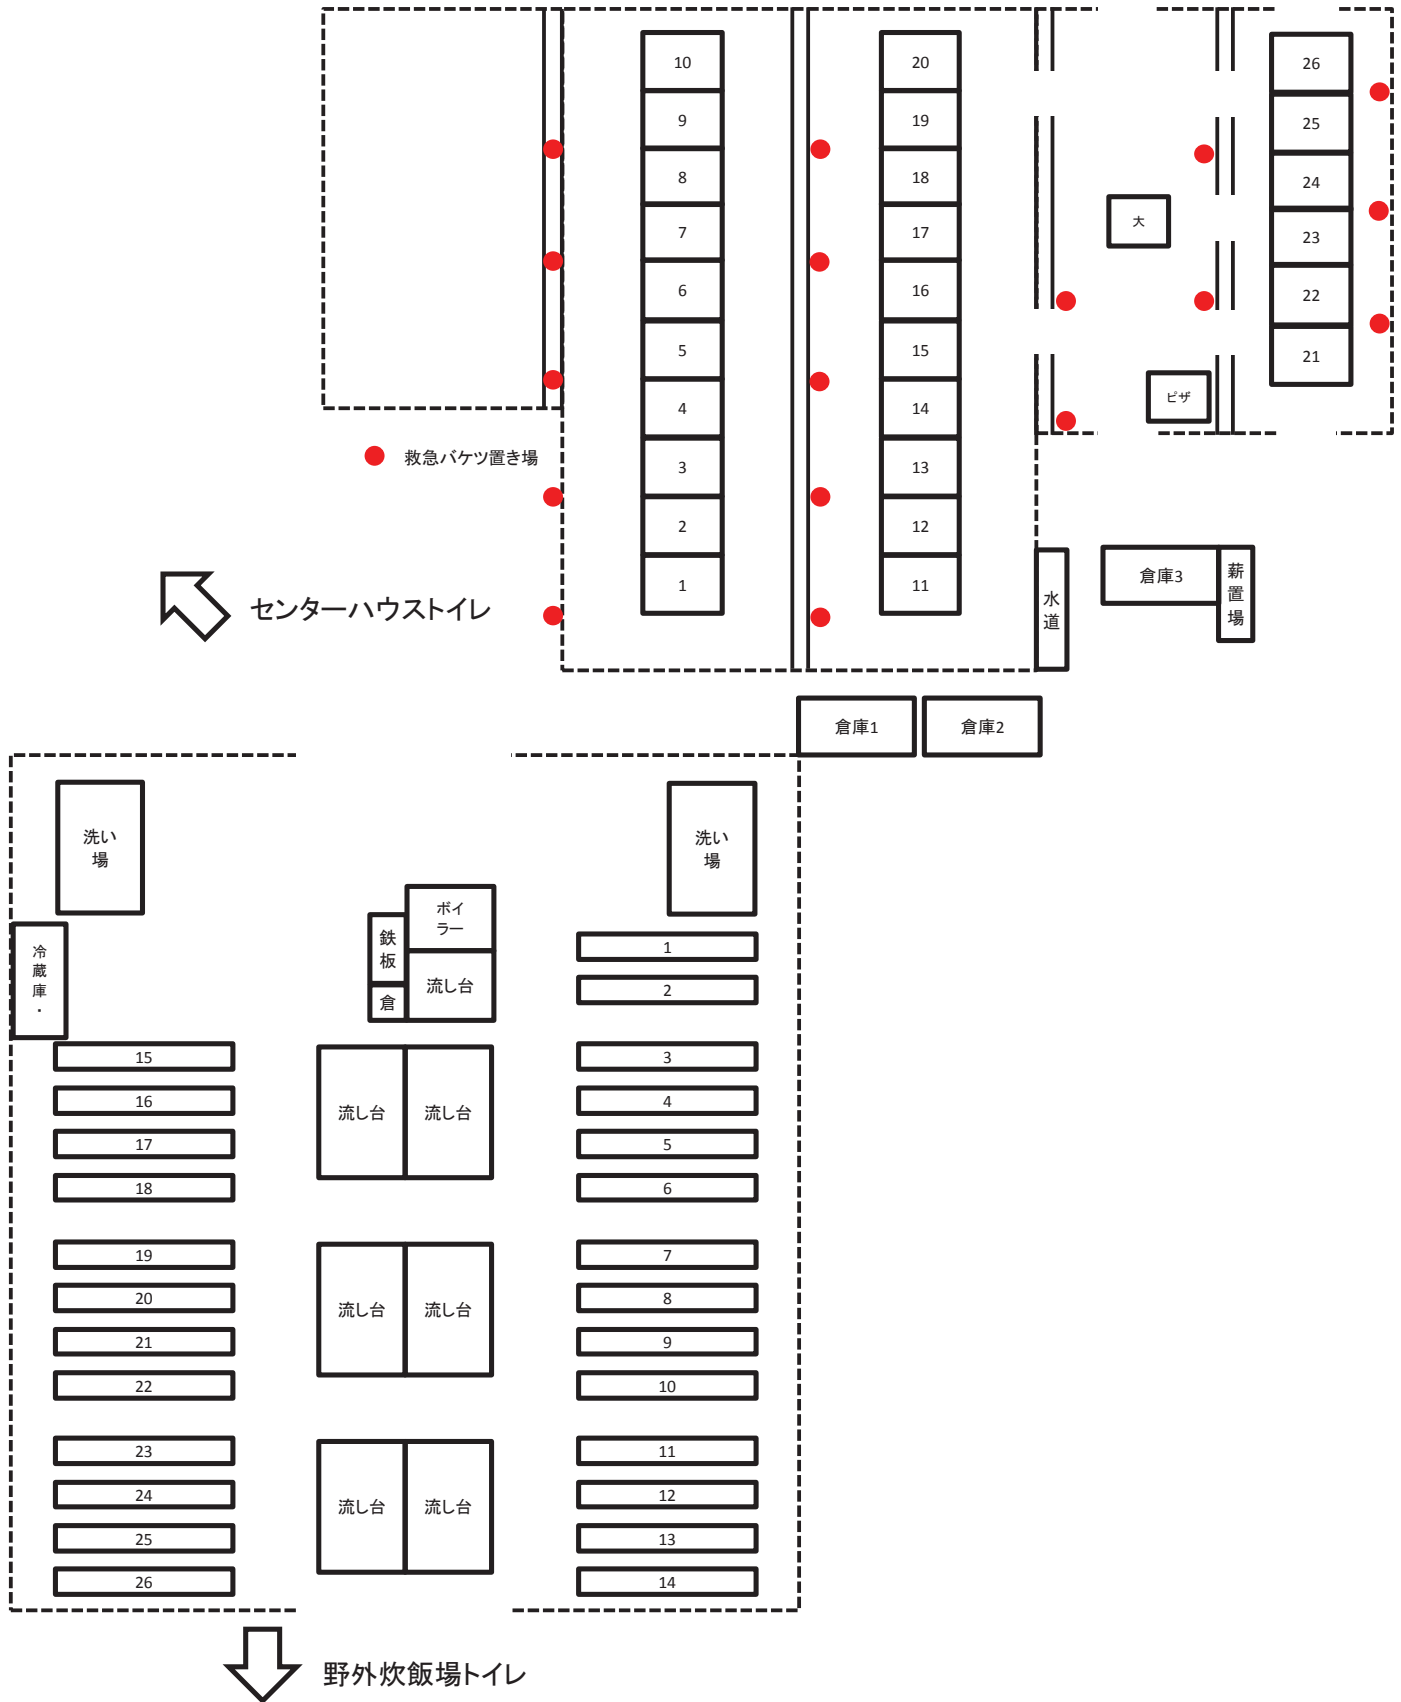 10
9
8
7
6
5
4
3
2
1
20
19
18
17
16
15
14
13
12
11
大
ピザ
26
25
24
23
22
21
救急バケツ置き場
センターハウストイレ
水
道
倉庫3
薪
置
場
倉庫1
倉庫2
洗い
場
洗い
場
冷
蔵
庫
・
ボイ
ラー
鉄
板
倉
流し台
1
2
15
16
17
18
流し台
流し台
3
4
5
6
19
20
21
22
流し台
流し台
7
8
9
10
23
24
25
26
流し台
流し台
11
12
13
14
野外炊飯場トイレ